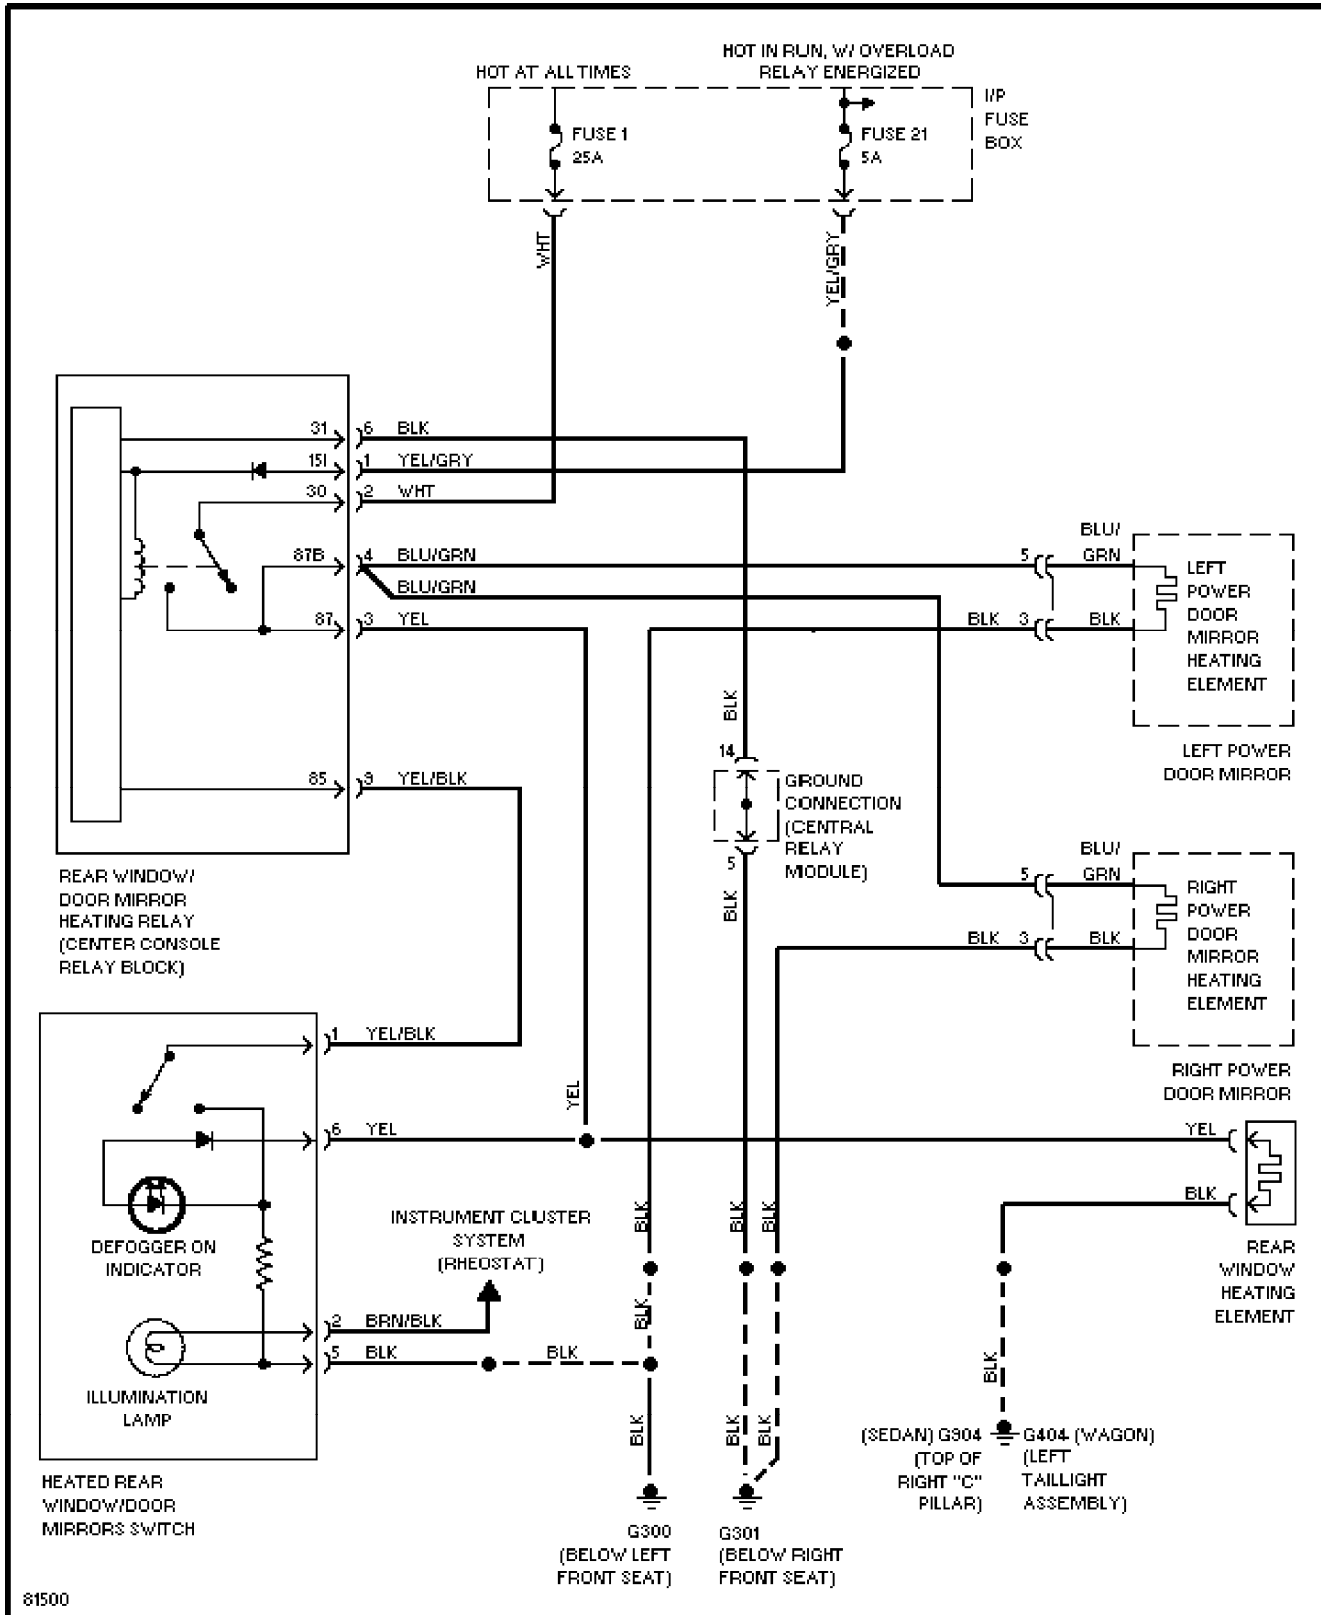 HOT AT ALL TIMES
HOT IN RUN, W/ OVERLOAD
RELAY ENERGIZED
I/P
FUSE
BOX
FUSE 1
25A
FUSE 21
5A
WHT
YEL/GRY
31
6
BLK
15I
1
YEL/GRY
30
2
WHT
87B
4
BLU/GRN
BLU/GRN
87
3
YEL
85
9
YEL/BLK
REAR WINDOW/
DOOR MIRROR
HEATING RELAY
(CENTER CONSOLE
RELAY BLOCK)
5
BLU/
GRN
BLK
3
BLK
LEFT
POWER
DOOR
MIRROR
HEATING
ELEMENT
LEFT POWER
DOOR MIRROR
BLK
14
GROUND
CONNECTION
(CENTRAL
RELAY
MODULE)
5
BLK
5
BLU/
GRN
BLK
3
BLK
RIGHT
POWER
DOOR
MIRROR
HEATING
ELEMENT
RIGHT POWER
DOOR MIRROR
1
YEL/BLK
YEL
6
YEL
YEL
BLK
REAR
WINDOW
HEATING
ELEMENT
DEFOGGER ON
INDICATOR
INSTRUMENT CLUSTER
SYSTEM
(RHEOSTAT)
BLK
BLK
BLK
2
BRN/BLK
BLK
5
BLK
BLK
ILLUMINATION
LAMP
BLK
BLK
BLK
BLK
HEATED REAR
WINDOW/DOOR
MIRRORS SWITCH
G300
(BELOW LEFT
FRONT SEAT)
G301
(BELOW RIGHT
FRONT SEAT)
(SEDAN) G304
(TOP OF
RIGHT "C"
PILLAR)
G404 (WAGON)
(LEFT
TAILLIGHT
ASSEMBLY)
81500